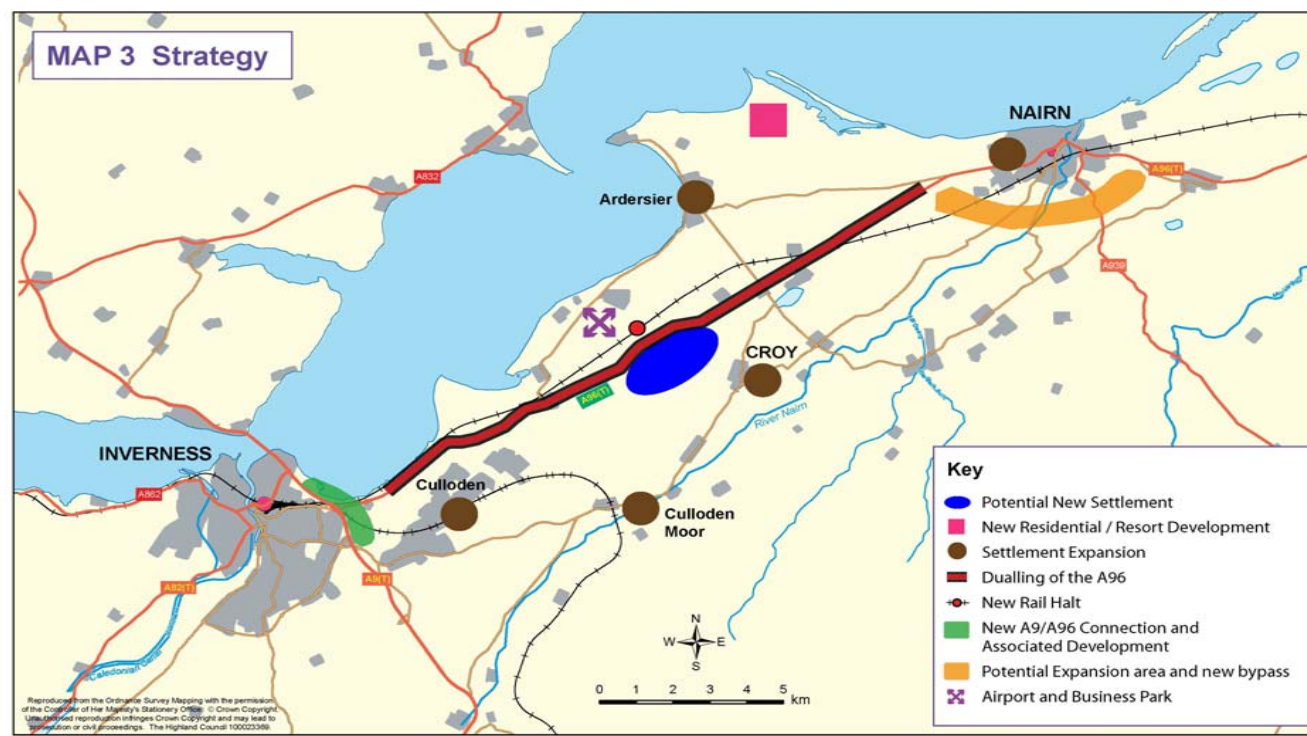 MAP 3 Strategy
NAIRN
A96(T)
A832
Ardersier
A939
CROY
A96(T)
River Nairn
INVERNESS
Culloden
A862
Culloden
Moor
A9(T)
A82(T)
Caledonian Canal
N
W E
S
0 1 2 3 4 5
km
Key
Potential New Settlement
New Residential / Resort Development
Settlement Expansion
Dualling of the A96
New Rail Halt
New A9/A96 Connection and
Associated Development
Potential Expansion area and new bypass
Airport and Business Park
Reproduced from the Ordnance Survey Mapping with the permission
of the Controller of Her Majesty's Stationery Office. © Crown Copyright.
Unauthorised reproduction infringes Crown Copyright and may lead to
prosecution or civil proceedings. The Highland Council 100023369.